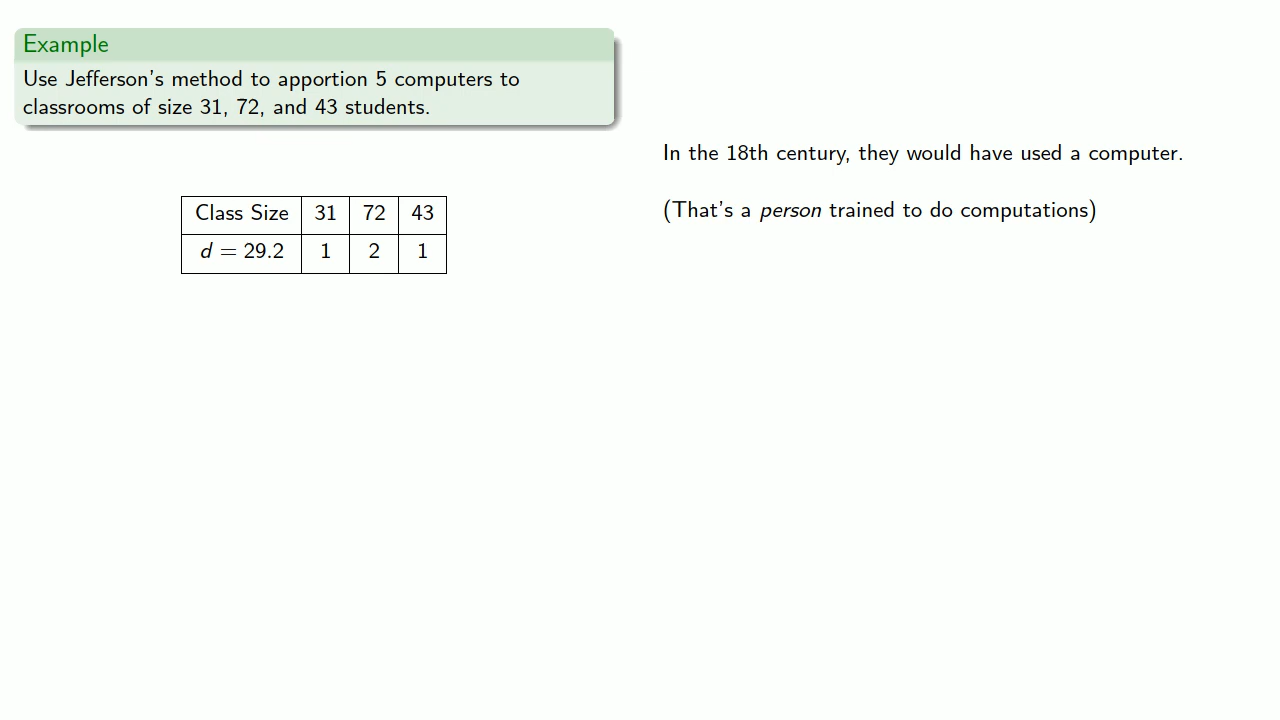 Example
Use Jefferson's method to apportion 5 computers to
classrooms of size 31, 72, and 43 students.
In the 18th century, they would have used a computer.
(That's a person trained to do computations)
Class Size 31 72 43
d = 29.2 1 2 1